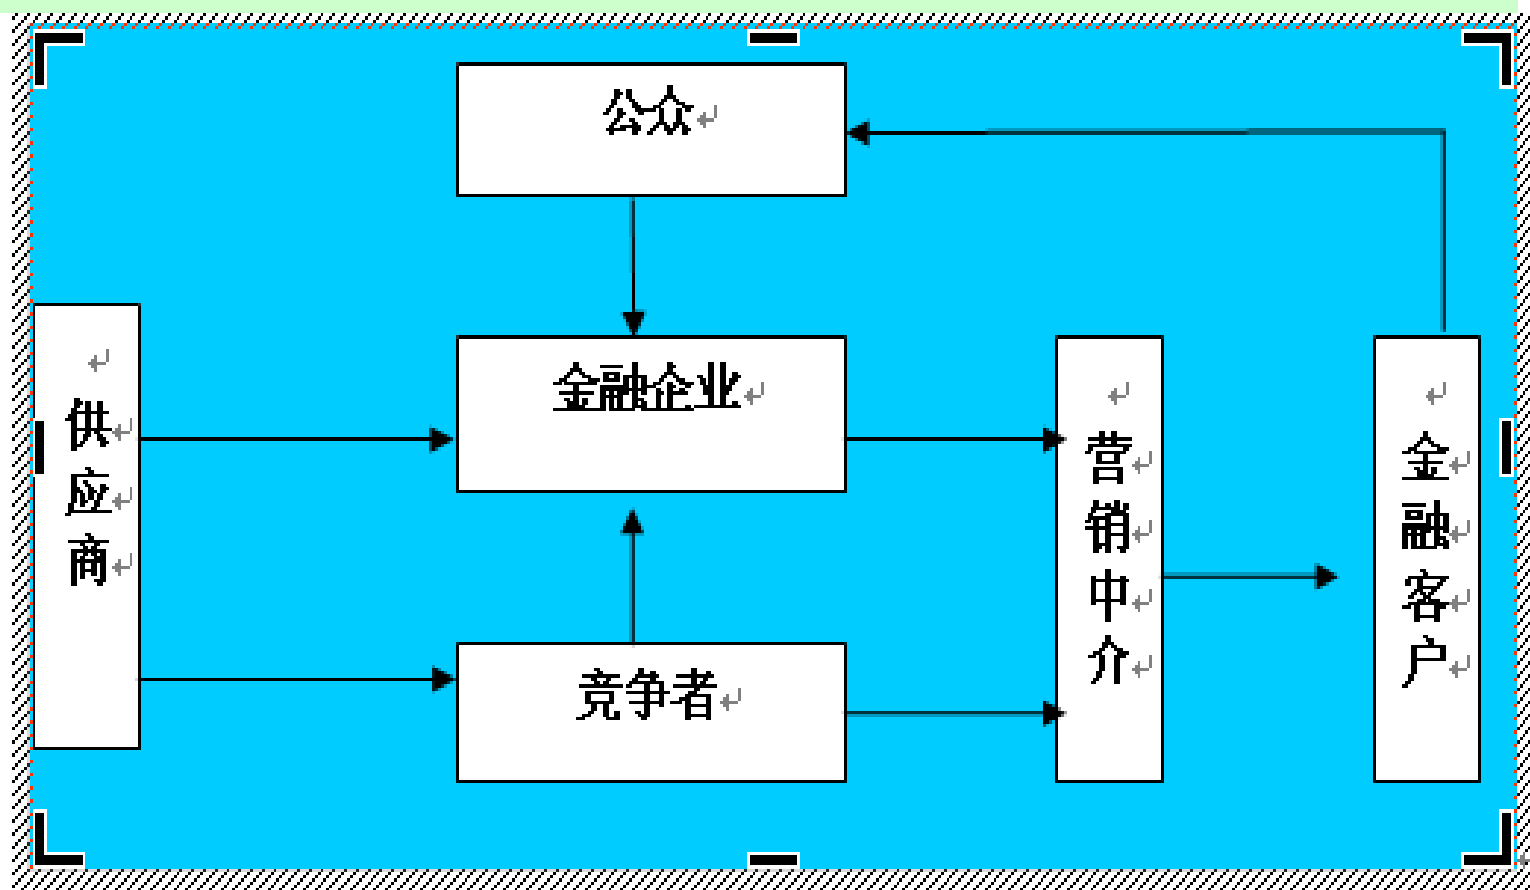 公众
供应商
金融企业
营销中介
金融客户
竞争者